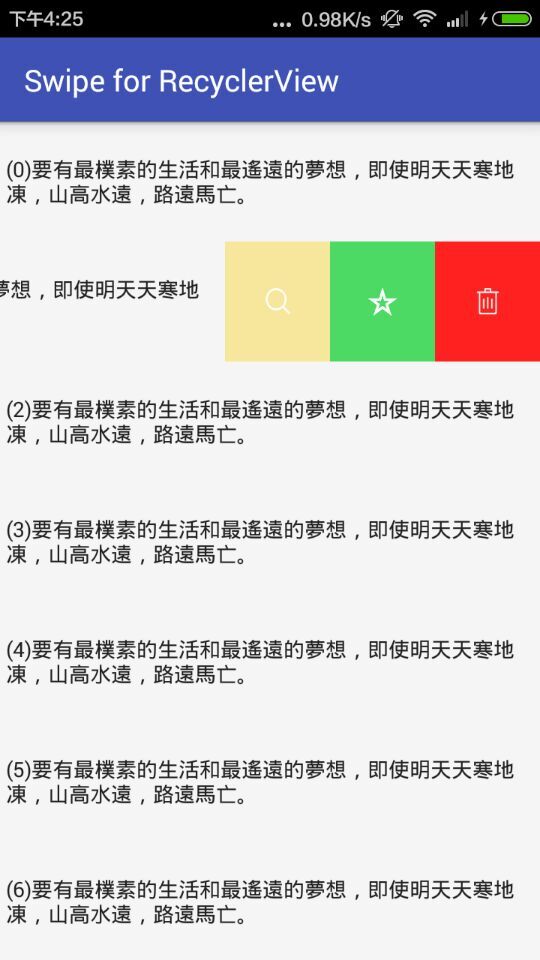 下午4:25
... 0.98K/s
Swipe for RecyclerView
(0)要有最樸素的生活和最遙遠的夢想，即使明天天寒地
凍，山高水遠，路遠馬亡。
夢想，即使明天天寒地
(2)要有最樸素的生活和最遙遠的夢想，即使明天天寒地
凍，山高水遠，路遠馬亡。
(3)要有最樸素的生活和最遙遠的夢想，即使明天天寒地
凍，山高水遠，路遠馬亡。
(4)要有最樸素的生活和最遙遠的夢想，即使明天天寒地
凍，山高水遠，路遠馬亡。
(5)要有最樸素的生活和最遙遠的夢想，即使明天天寒地
凍，山高水遠，路遠馬亡。
(6)要有最樸素的生活和最遙遠的夢想，即使明天天寒地
凍，山高水遠，路遠馬亡。